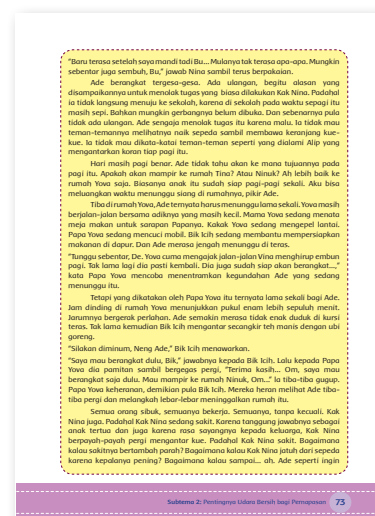 "Baru terasa setelah saya mandi tadi Bu... Mulanya tak terasa apa-apa. Mungkin
sebentar juga sembuh, Bu," jawab Nina sambil terus berpakaian.
Ade berangkat tergesa-gesa. Ada ulangan, begitu alasan yang
disampaikannya untuk menolak tugas yang biasa dilakukan Kak Nina. Padahal
ia tidak langsung menuju ke sekolah, karena di sekolah pada waktu sepagi itu
masih sepi. Bahkan mungkin gerbangnya belum dibuka. Dan sebenarnya pula
tidak ada ulangan. Ade sengaja menolak tugas itu karena malu. Ia tidak mau
teman-temannya melihatnya naik sepeda sambil membawa keranjang kue-
kue. Ia tidak mau dikata-katai teman-teman seperti yang dialami Alip yang
mengantarkan koran tiap pagi itu.
Hari masih pagi benar. Ade tidak tahu akan ke mana tujuannya pada
pagi itu. Apakah akan mampir ke rumah Tina? Atau Ninuk? Ah lebih baik ke
rumah Yova saja. Biasanya anak itu sudah siap pagi-pagi sekali. Aku bisa
meluangkan waktu menunggu siang di rumahnya, pikir Ade.
Tiba di rumah Yova, Ade ternyata harus menunggu lama sekali. Yova masih
berjalan-jalan bersama adiknya yang masih kecil. Mama Yova sedang menata
meja makan untuk sarapan Papanya. Kakak Yova sedang mengepel lantai.
Papa Yova sedang mencuci mobil. Bik Icih sedang membantu mempersiapkan
makanan di dapur. Dan Ade merasa jengah menunggu di teras.
"Tunggu sebentar, De. Yova cuma mengajak jalan-jalan Vina menghirup embun
pagi. Tak lama lagi dia pasti kembali. Dia juga sudah siap akan berangkat...,"
kata Papa Yova mencoba menentramkan kegundahan Ade yang sedang
menunggu itu.
Tetapi yang dikatakan oleh Papa Yova itu ternyata lama sekali bagi Ade.
Jam dinding di rumah Yova menunjukkan pukul enam lebih sepuluh menit.
Jarumnya bergerak perlahan. Ade semakin merasa tidak enak duduk di kursi
teras. Tak lama kemudian Bik Icih mengantar secangkir teh manis dengan ubi
goreng.
"Silakan diminum, Neng Ade," Bik Icih menawarkan.
"Saya mau berangkat dulu, Bik," jawabnya kepada Bik Icih. Lalu kepada Papa
Yova dia pamitan sambil bergegas pergi, "Terima kasih... Om, saya mau
berangkat saja dulu. Mau mampir ke rumah Ninuk, Om..." Ia tiba-tiba gugup.
Papa Yova keheranan, demikian pula Bik Icih. Mereka heran melihat Ade tiba-
tiba pergi dan melangkah lebar-lebar meninggalkan rumah itu.
Semua orang sibuk, semuanya bekerja. Semuanya, tanpa kecuali. Kak
Nina juga. Padahal Kak Nina sedang sakit. Karena tanggung jawabnya sebagai
anak tertua dan juga karena rasa sayangnya kepada keluarga, Kak Nina
berpayah-payah pergi mengantar kue. Padahal Kak Nina sakit. Bagaimana
kalau sakitnya bertambah parah? Bagaimana kalau Kak Nina jatuh dari sepeda
karena kepalanya pening? Bagaimana kalau sampai... ah. Ade seperti ingin
Subtema 2: Pentingnya Udara Bersih bagi Pernapasan 73